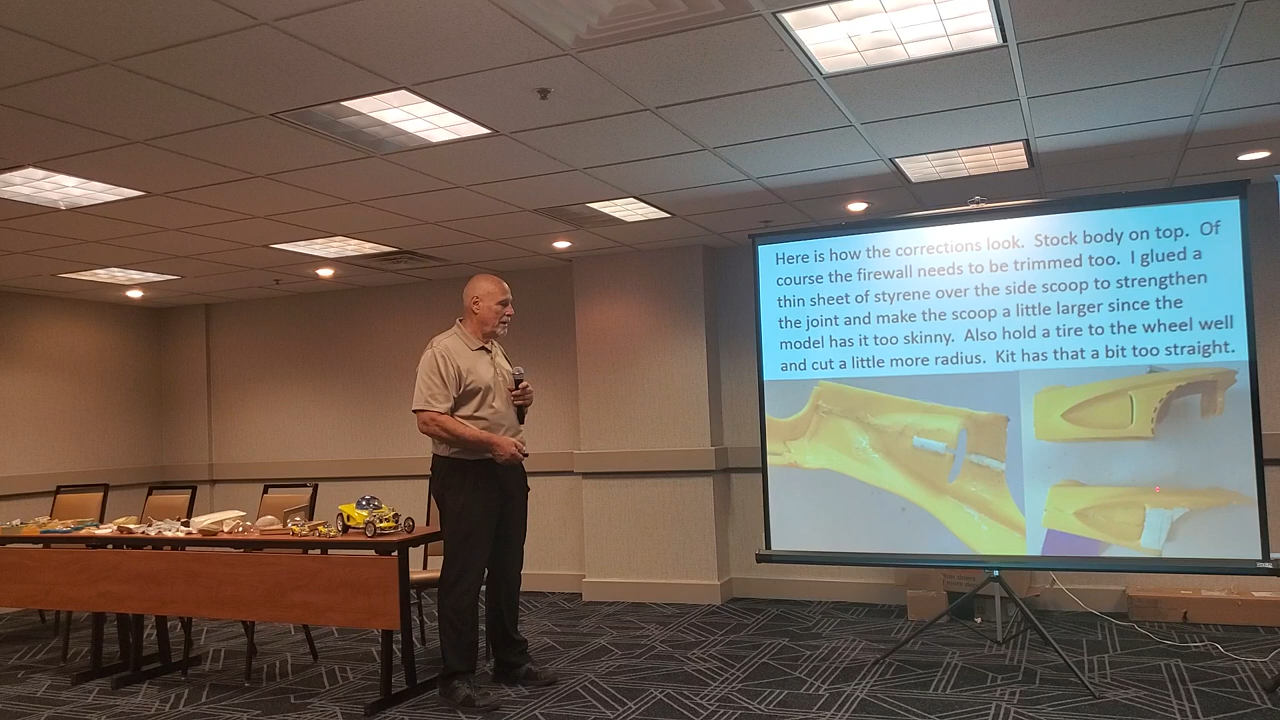 Here is how the corrections look. Stock body on top. Of
course the firewall needs to be trimmed too. I glued a
thin sheet of styrene over the side scoop to strengthen
the joint and make the scoop a little larger since the
model has it too skinny. Also hold a tire to the wheel well
and cut a little more radius. Kit has that a bit too straight.